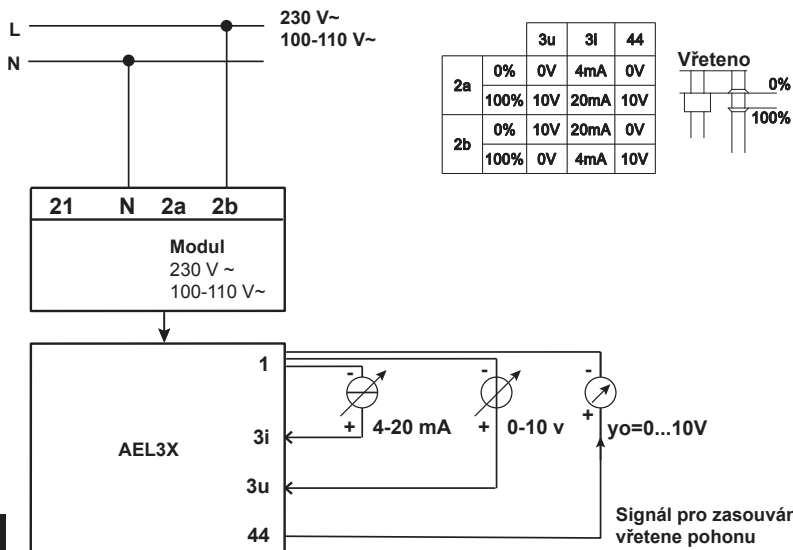 L
N
230 V~
100-110 V~
3u 3I 44
2a 0% 0V 4mA 0V
100% 10V 20mA 10V
2b 0% 10V 20mA 0V
100% 0V 4mA 10V
Vřeteno
0%
100%
21 N 2a 2b
Modul
230 V ~
100-110 V~
AEL3X
1
3i
3u
44
-
+
4-20 mA
-
+
0-10 v
-
+
yo=0...10V
Signál pro zasouván
vřetene pohonu